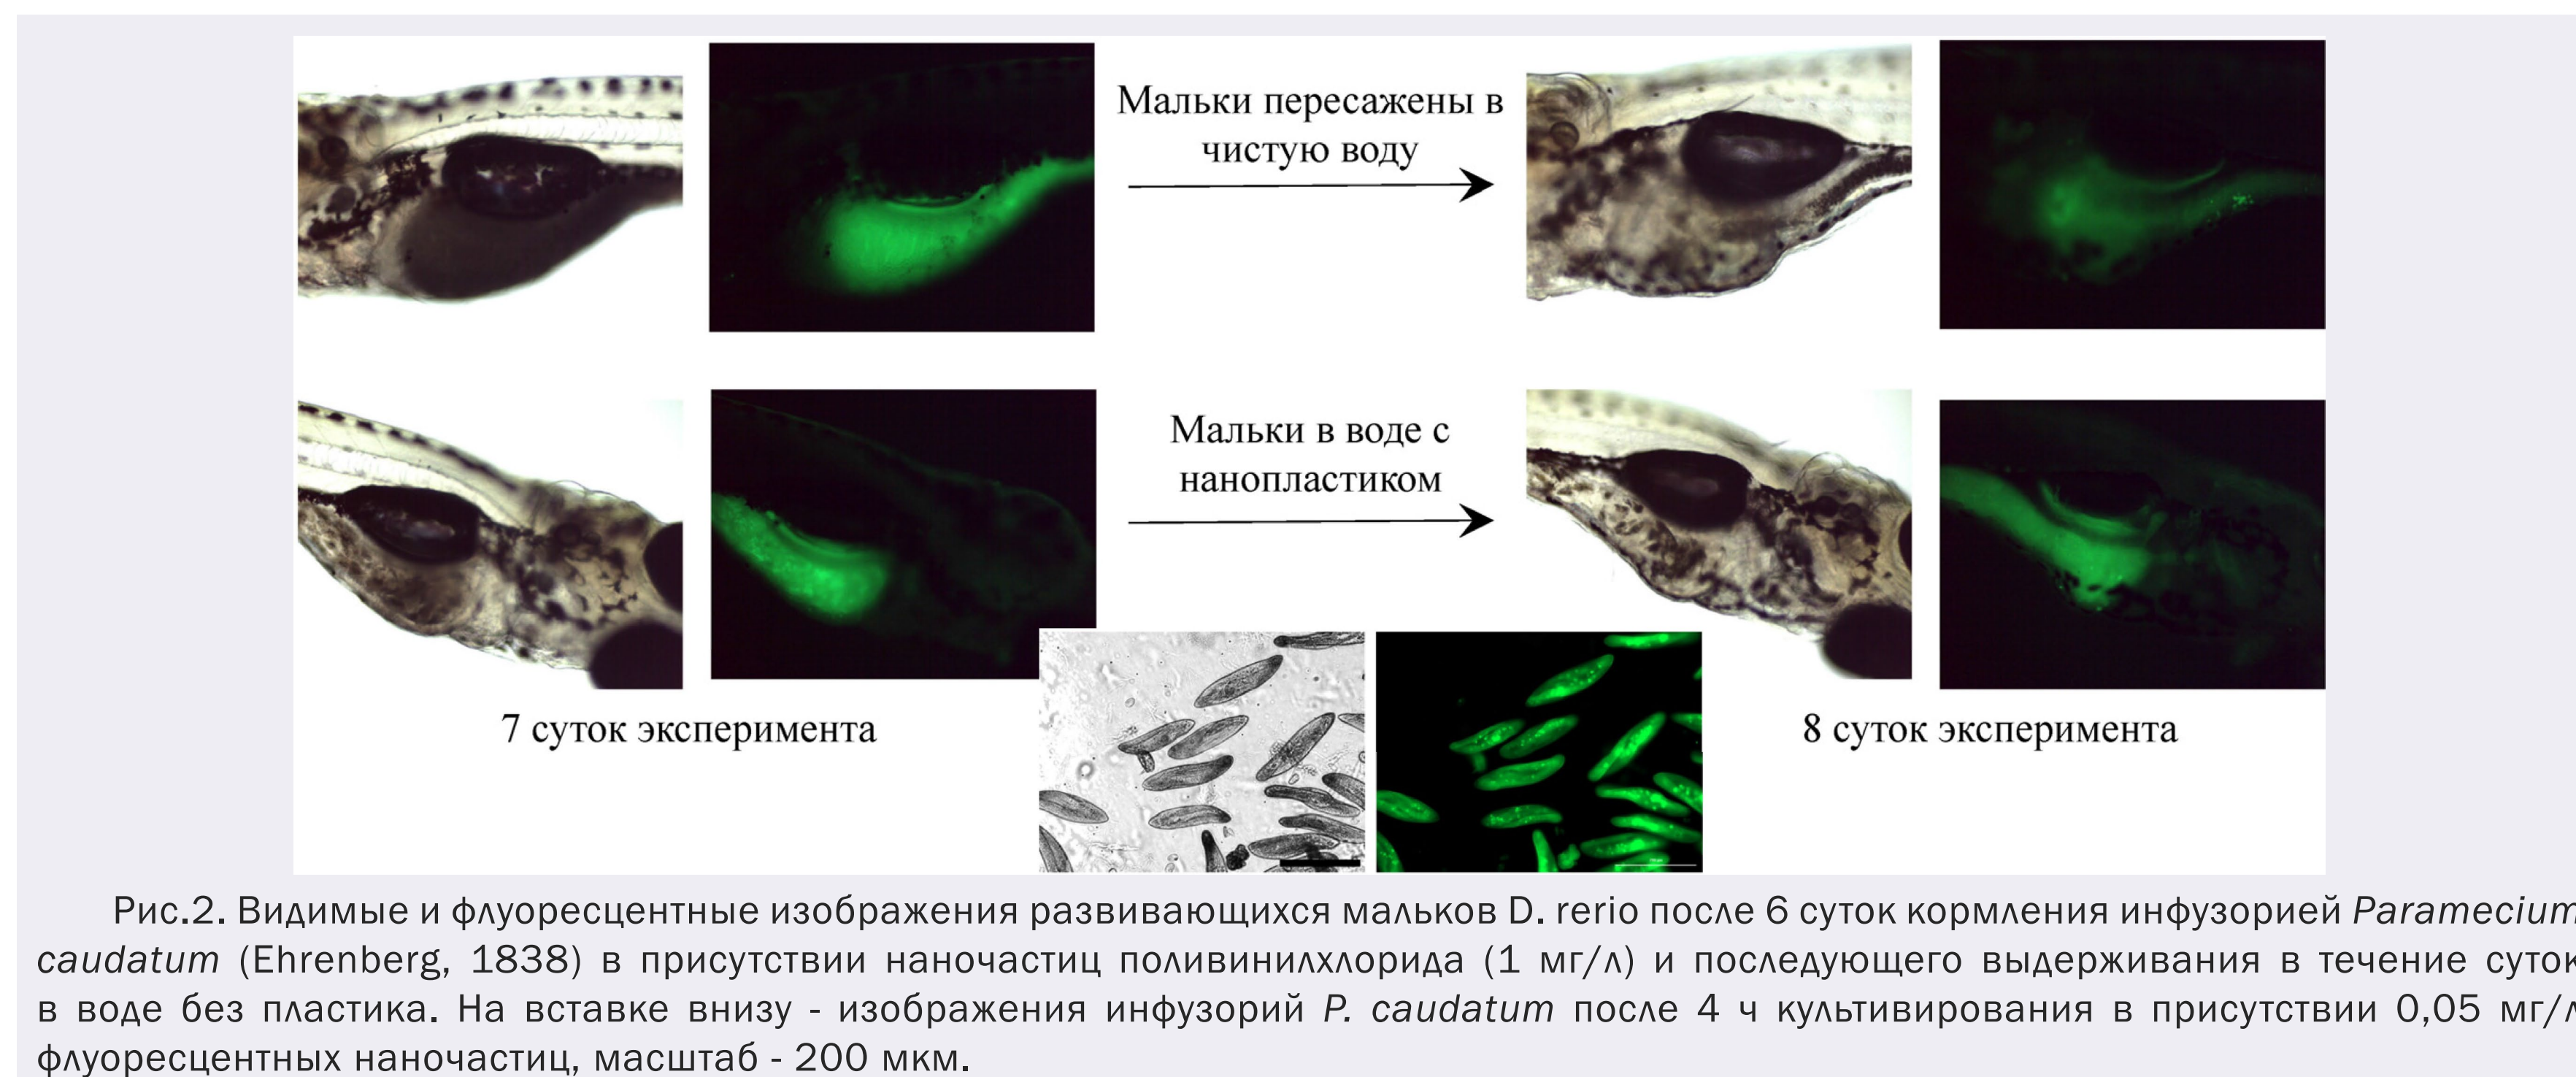 Мальки пересажены в
чистую воду
Мальки в воде с
нанопластиком
7 суток эксперимента
8 суток эксперимента
Рис.2. Видимые и флуоресцентные изображения развивающихся мальков D. rerio после 6 суток кормления инфузорией Paramecium
caudatum (Ehrenberg, 1838) в присутствии наночастиц поливинилхлорида (1 мг/л) и последующего выдерживания в течение суток
в воде без пластика. На вставке внизу - изображения инфузорий P. caudatum после 4 ч культивирования в присутствии 0,05 мг/л
флуоресцентных наночастиц, масштаб - 200 мкм.